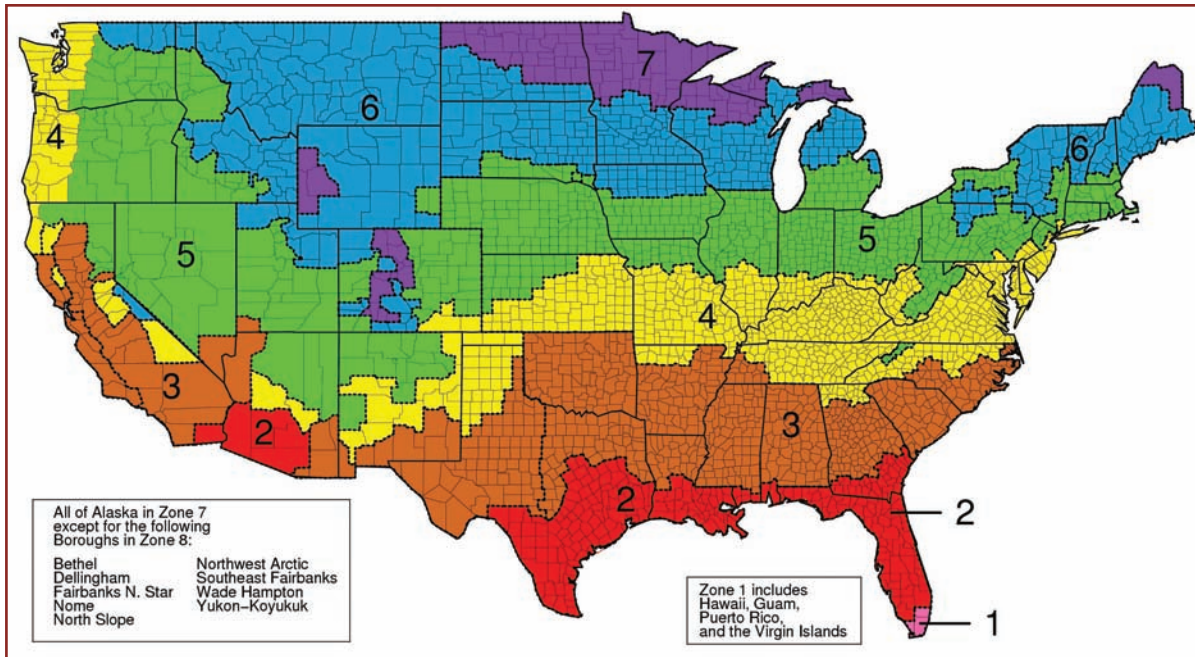 7
4
6
6
5
5
4
3
3
2
2
2
1
All of Alaska in Zone 7
except for the following
Boroughs in Zone 8:
Bethel
Dellingham
Fairbanks N. Star
Nome
North Slope
Northwest Arctic
Southeast Fairbanks
Wade Hampton
Yukon-Koyukuk
Zone 1 includes
Hawaii, Guam,
Puerto Rico,
and the Virgin Islands